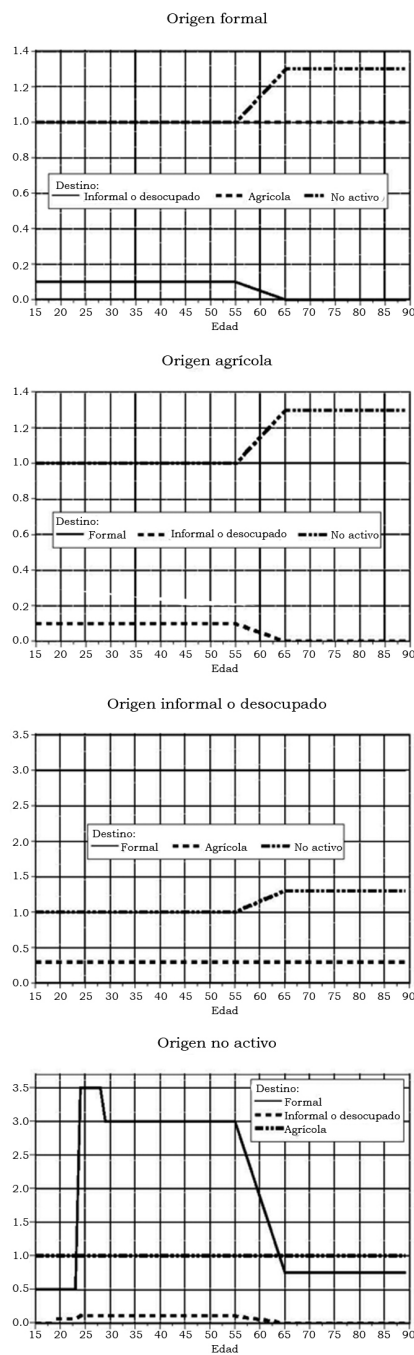 Origen formal
1.4
1.2
1.0
0.8
Destino:
Informal o desocupado Agrícola No activo
0.6
0.4
0.2
0.0
15 20 25 30 35 40 45 50 55 60 65 70 75 80 85 90
Edad
Origen agrícola
1.4
1.2
1.0
0.8
Destino:
Formal Informal o desocupado No activo
0.6
0.4
0.2
0.0
15 20 25 30 35 40 45 50 55 60 65 70 75 80 85 90
Edad
Origen informal o desocupado
3.5
3.0
2.5
2.0
Destino:
Formal Agrícola No activo
1.5
1.0
0.5
0.0
15 20 25 30 35 40 45 50 55 60 65 70 75 80 85 90
Edad
Origen no activo
Destino:
Formal
Informal o desocupado
Agrícola
3.5
3.0
2.5
2.0
1.5
1.0
0.5
0.0
15 20 25 30 35 40 45 50 55 60 65 70 75 80 85 90
Edad